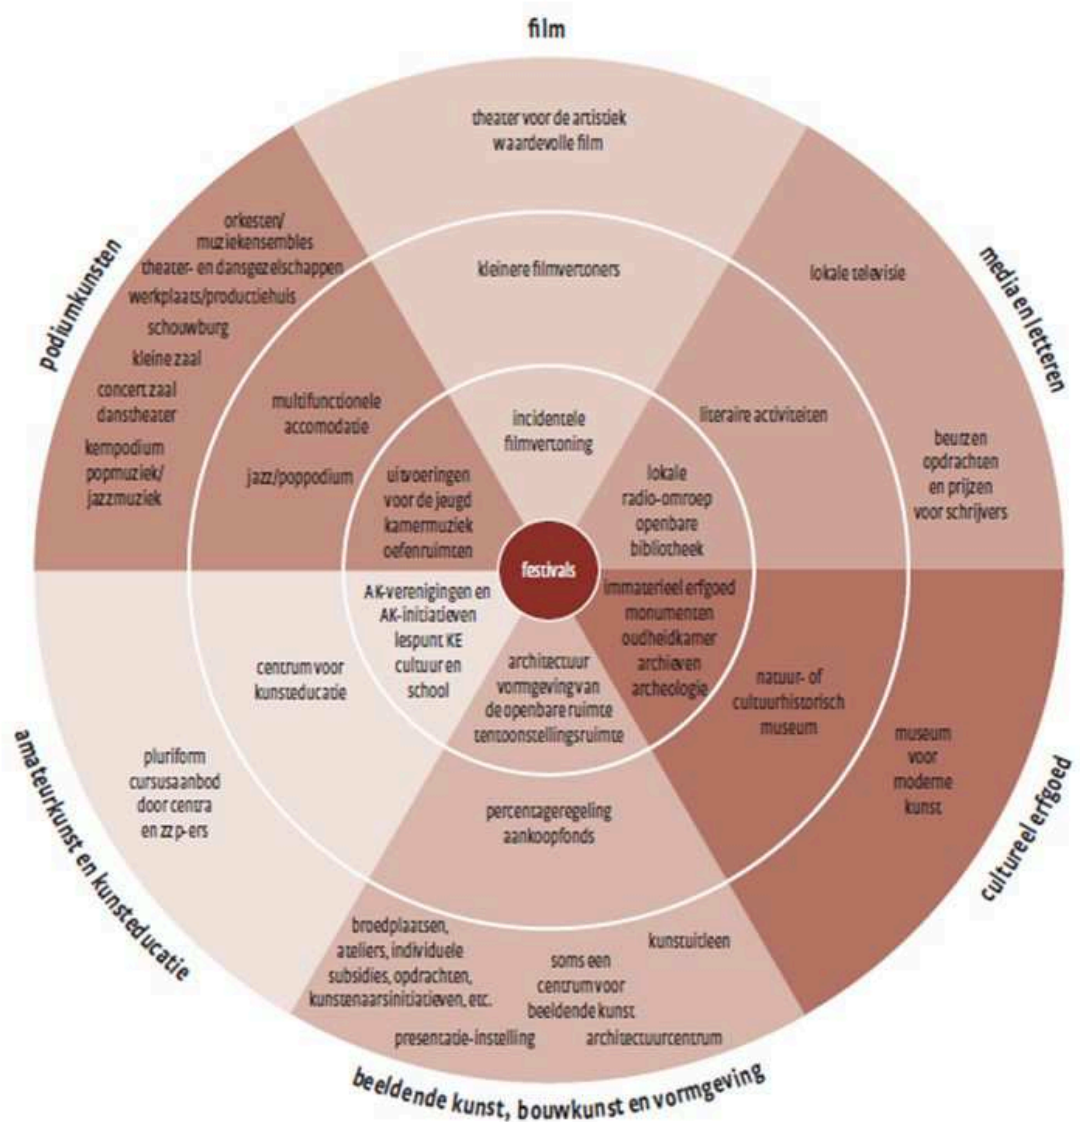 film
theater voor de artistiek
waardevolle film
kleinere filmvertoners
incidentele
filmvertoning
media en letteren
lokale televisie
literaire activiteiten
beurzen
opdrachten
en prijzen
voor schrijvers
lokale
radio-omroep
openbare
bibliotheek
cultureel erfgoed
immaterieel erfgoed
monumenten
oudheidkamer
archieven
archeologie
natuur- of
cultuurhistorisch
museum
museum
voor
moderne
kunst
beeldende kunst, bouwkunst en vormgeving
architectuur
vormgeving van
de openbare ruimte
tentoonstellingsruimte
percentageregeling
aankoopfonds
broedplaatsen,
ateliers, individuele
subsidies, opdrachten,
kunstenaarsinitiatieven, etc.
presentatie-instelling
soms een
centrum voor
beeldende kunst
kunstuitleen
architectuurcentrum
amateurkunst en kunsteducatie
AK-verenigingen en
AK-initiatieven
lespunt KE
cultuur en
school
centrum voor
kunsteducatie
pluriform
cursusaanbod
door centra
en zzp-ers
podiumkunsten
orkesten/
muziekensembles
theater- en dansgezelschappen
werkplaats/productiehuis
schouwburg
kleine zaal
concertzaal
danstheater
kernpodium
popmuziek/
jazzmuziek
multifunctionele
accomodatie
jazz/poppodium
uitvoeringen
voor de jeugd
kamermuziek
oefenruimten
festivals